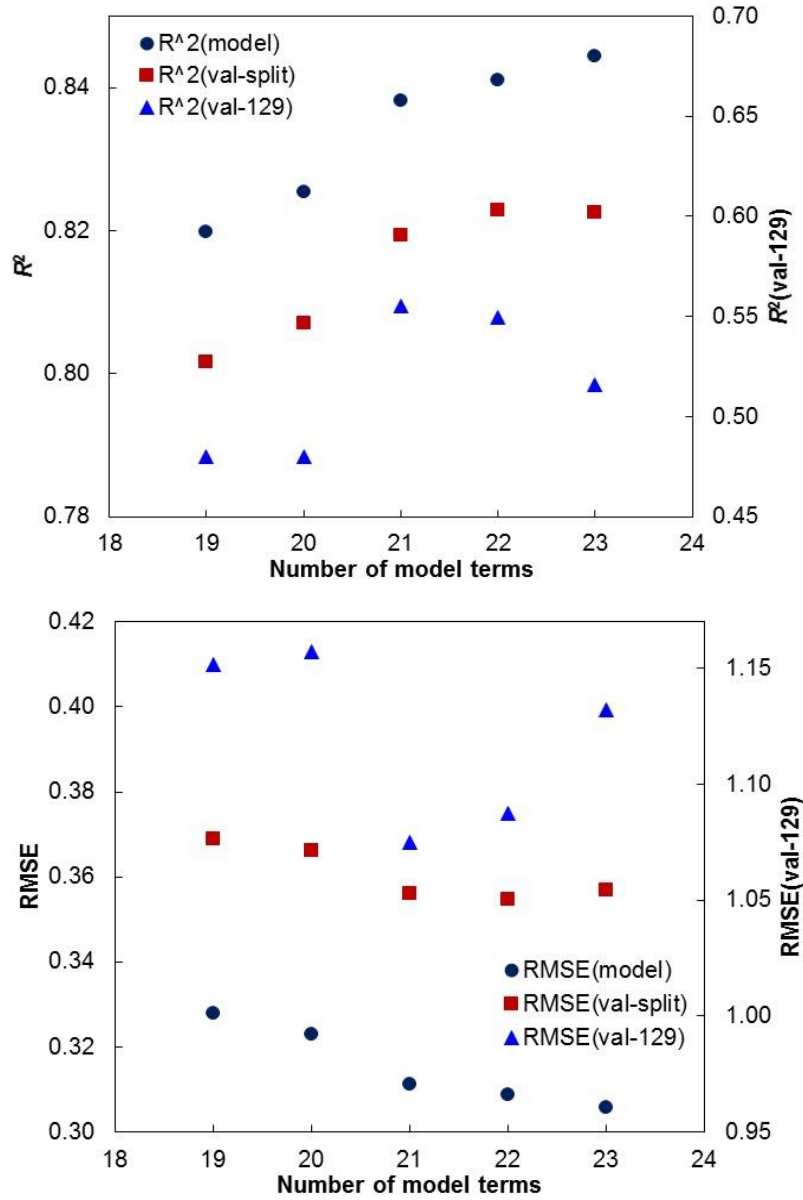 0.84
0.82
0.80
0.78
R²
R^2(model)
R^2(val-split)
R^2(val-129)
0.70
0.65
0.60
0.55
0.50
0.45
R²(val-129)
18 19 20 21 22 23 24
Number of model terms
0.42
0.40
0.38
0.36
0.34
0.32
0.30
RMSE
RMSE(model)
RMSE(val-split)
RMSE(val-129)
1.15
1.10
1.05
1.00
0.95
RMSE(val-129)
18 19 20 21 22 23 24
Number of model terms